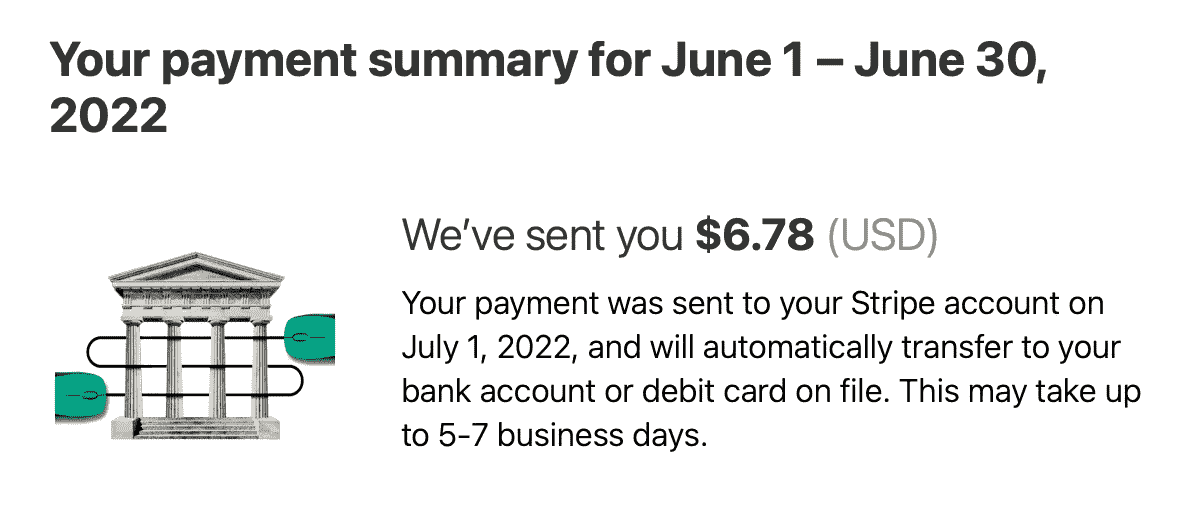 Your payment summary for June 1 – June 30,
2022
We’ve sent you $6.78 (USD)
Your payment was sent to your Stripe account on
July 1, 2022, and will automatically transfer to your
bank account or debit card on file. This may take up
to 5-7 business days.